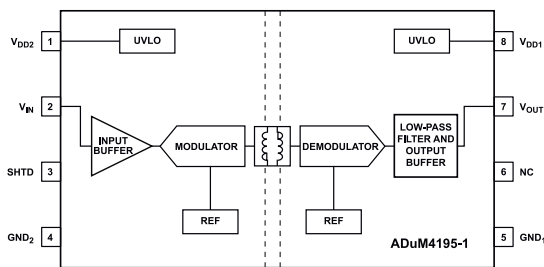 VDD2
1
UVLO
UVLO
8
VDD1
VIN
2
7
VOUT
INPUT
BUFFER
MODULATOR
DEMODULATOR
LOW-PASS
FILTER AND
OUTPUT
BUFFER
SHTD
3
6
NC
REF
REF
GND2
4
5
GND1
ADuM4195-1